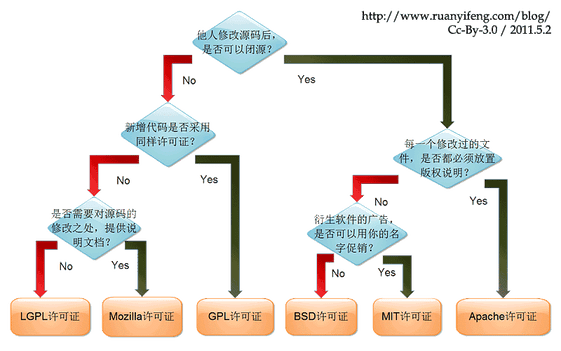 http://www.ruanyifeng.com/blog/
Cc-By-3.0 / 2011.5.2
他人修改源码后,
是否可以闭源?
No
Yes
新增代码是否采用
同样许可证?
每一个修改过的文
件,是否都必须放置
版权说明?
No
Yes
No
Yes
是否需要对源码的
修改之处,提供说
明文档?
衍生软件的广告,
是否可以用你的名
字促销?
No
Yes
No
Yes
LGPL许可证
Mozilla许可证
GPL许可证
BSD许可证
MIT许可证
Apache许可证